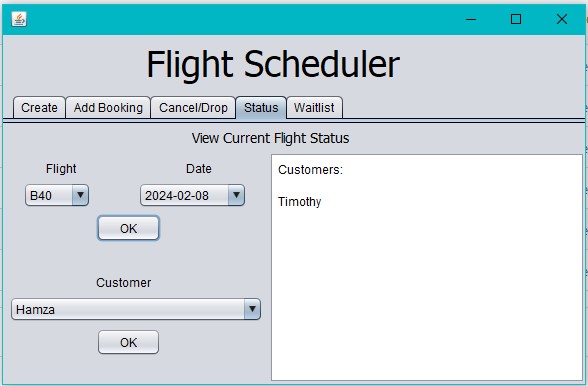 Flight Scheduler
Create Add Booking Cancel/Drop Status Waitlist
View Current Flight Status
Flight Date
B40 2024-02-08
OK
Customer
Hamza
OK
Customers:
Timothy